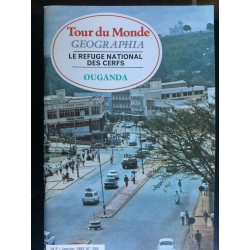 Tour du Monde
GEOGRAPHIA
LE REFUGE NATIONAL
DES CERFS
OUGANDA